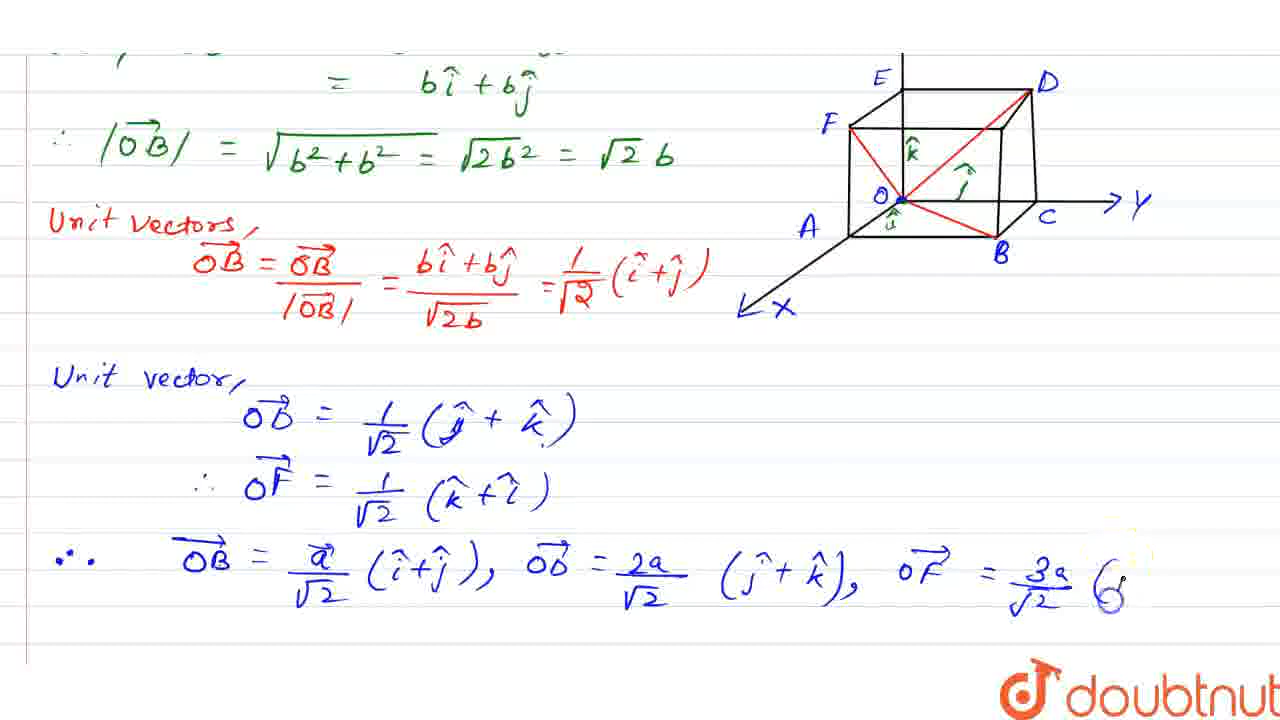 = bî + bĵ
∴ |OB→| = √(b² + b²) = √2b² = √2 b
Unit vectors,
OB→ = OB→/|OB→| = (bî + bĵ)/√2b = 1/√2 (î + ĵ)
Unit vector,
OD→ = 1/√2 (ĵ + k̂)
∴ OF→ = 1/√2 (k̂ + î)
∴ OB→ = a→/√2 (î + ĵ), OD→ = 2a/√2 (ĵ + k̂), OF→ = 3a/√2 (
E
D
F
k̂
O
ĵ
Y
î
C
A
B
X
doubtnut